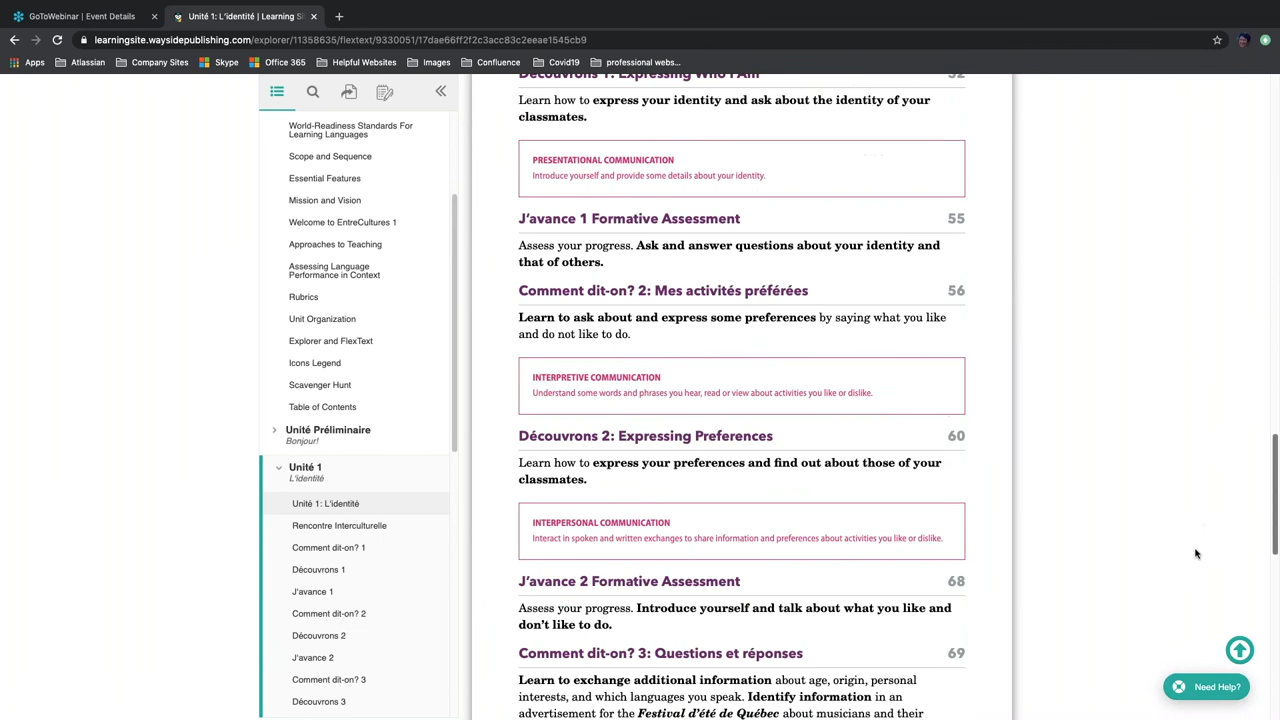 GoToWebinar | Event Details
Unité 1: L'identité | Learning Si
learningsite.waysidepublishing.com/explorer/11358635/flextext/9330051/17dae66ff2f2c3acc83c2eeae1545cb9
Apps Atlassian Company Sites Skype Office 365 Helpful Websites Images Confluence Covid19 professional webs...
World-Readiness Standards For
Learning Languages
Scope and Sequence
Essential Features
Mission and Vision
Welcome to EntreCultures 1
Approaches to Teaching
Assessing Language
Performance in Context
Rubrics
Unit Organization
Explorer and FlexText
Icons Legend
Scavenger Hunt
Table of Contents
Unité Préliminaire
Bonjour!
Unité 1
L'identité
Unité 1: L'identité
Rencontre Interculturelle
Comment dit-on? 1
Découvrons 1
J'avance 1
Comment dit-on? 2
Découvrons 2
J'avance 2
Comment dit-on? 3
Découvrons 3
Découvrons 1: Expressing Who I Am 52
Learn how to express your identity and ask about the identity of your
classmates.
PRESENTATIONAL COMMUNICATION
Introduce yourself and provide some details about your identity.
J'avance 1 Formative Assessment 55
Assess your progress. Ask and answer questions about your identity and
that of others.
Comment dit-on? 2: Mes activités préférées 56
Learn to ask about and express some preferences by saying what you like
and do not like to do.
INTERPRETIVE COMMUNICATION
Understand some words and phrases you hear, read or view about activities you like or dislike.
Découvrons 2: Expressing Preferences 60
Learn how to express your preferences and find out about those of your
classmates.
INTERPERSONAL COMMUNICATION
Interact in spoken and written exchanges to share information and preferences about activities you like or dislike.
J'avance 2 Formative Assessment 68
Assess your progress. Introduce yourself and talk about what you like and
don't like to do.
Comment dit-on? 3: Questions et réponses 69
Learn to exchange additional information about age, origin, personal
interests, and which languages you speak. Identify information in an
advertisement for the Festival d'été de Québec about musicians and their
Need Help?